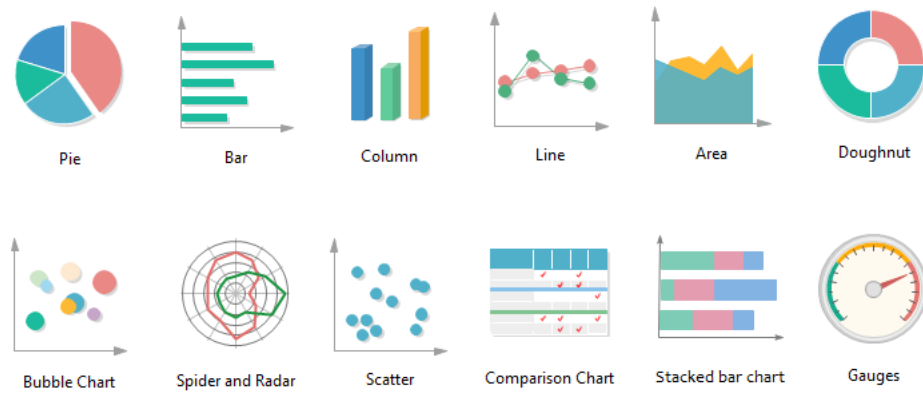 Pie
Bar
Column
Line
Area
Doughnut
Bubble Chart
Spider and Radar
Scatter
Comparison Chart
Stacked bar chart
Gauges